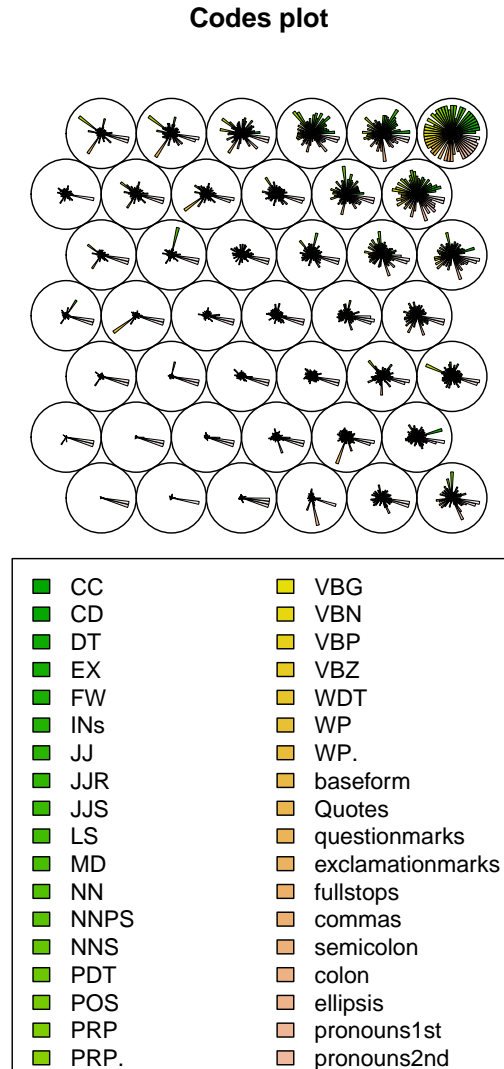 Codes plot
CC
CD
DT
EX
FW
INs
JJ
JJR
JJS
LS
MD
NN
NNPS
NNS
PDT
POS
PRP
PRP.
VBG
VBN
VBP
VBZ
WDT
WP
WP.
baseform
Quotes
questionmarks
exclamationmarks
fullstops
commas
semicolon
colon
ellipsis
pronouns1st
pronouns2nd